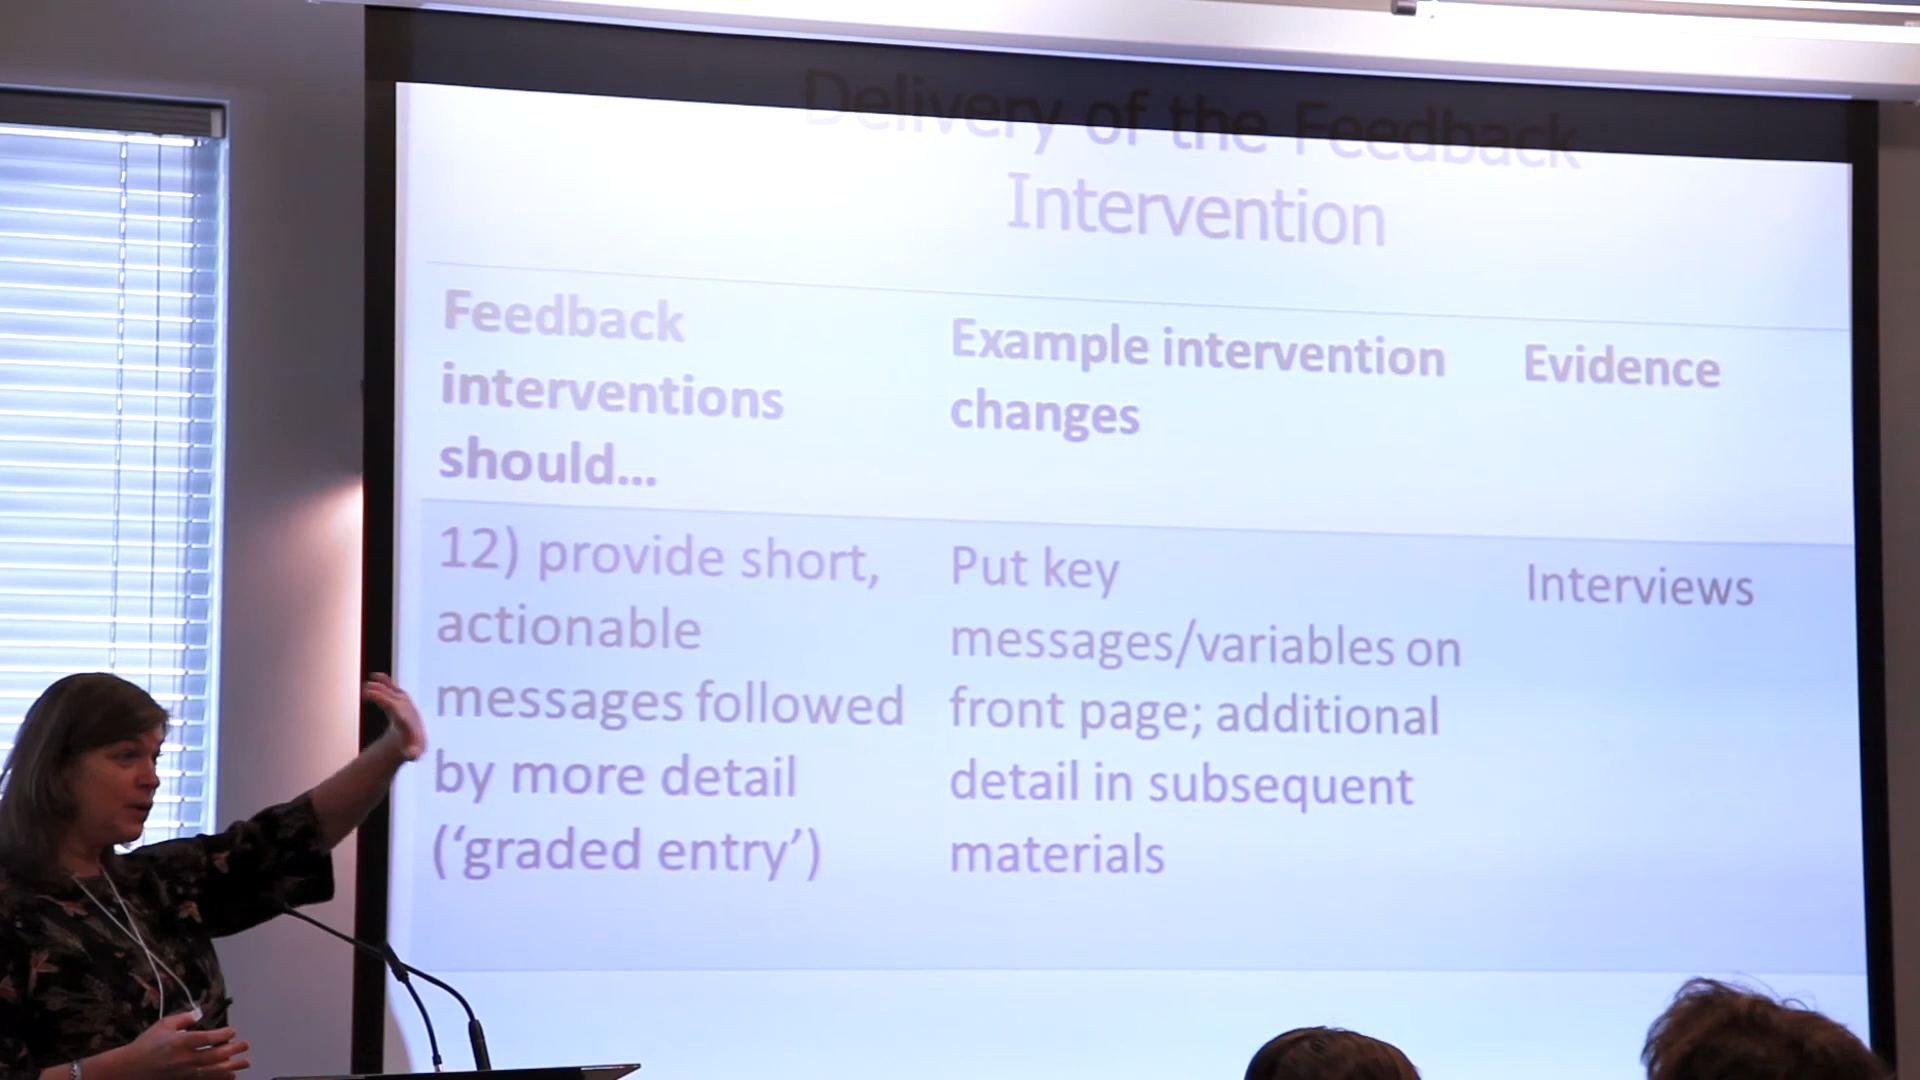 Delivery of the Feedback
Intervention
Feedback
interventions
should...
Example intervention
changes
Evidence
12) provide short,
actionable
messages followed
by more detail
(‘graded entry’)
Put key
messages/variables on
front page; additional
detail in subsequent
materials
Interviews